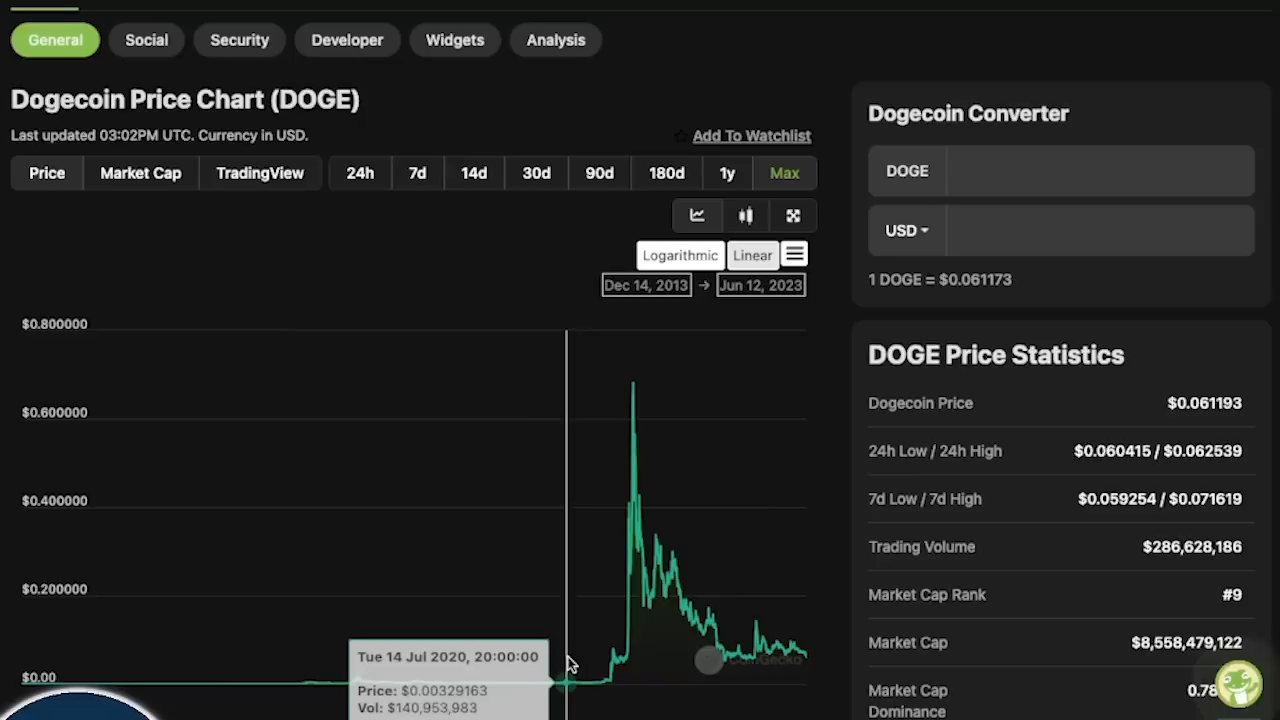 General Social Security Developer Widgets Analysis
Dogecoin Price Chart (DOGE)
Last updated 03:02PM UTC. Currency in USD.
Add To Watchlist
Price Market Cap TradingView 24h 7d 14d 30d 90d 180d 1y Max
Logarithmic Linear
Dec 14, 2013 → Jun 12, 2023
$0.800000
$0.600000
$0.400000
$0.200000
$0.00
Tue 14 Jul 2020, 20:00:00
Price: $0.00329163
Vol: $140,953,983
CoinGecko
Dogecoin Converter
DOGE
USD
1 DOGE = $0.061173
DOGE Price Statistics
Dogecoin Price $0.061193
24h Low / 24h High $0.060415 / $0.062539
7d Low / 7d High $0.059254 / $0.071619
Trading Volume $286,628,186
Market Cap Rank #9
Market Cap $8,558,479,122
Market Cap 0.78
Dominance